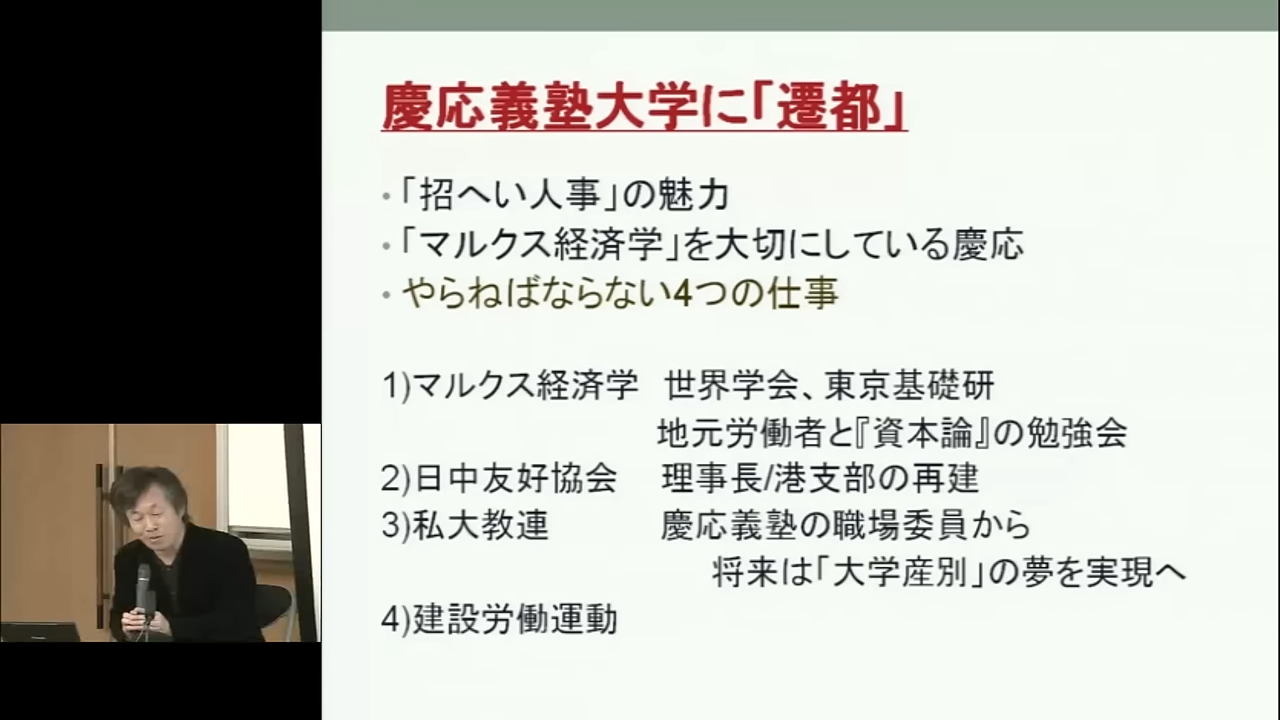 慶応義塾大学に「遷都」
・「招へい人事」の魅力
・「マルクス経済学」を大切にしている慶応
・やらねばならない4つの仕事
1)マルクス経済学 世界学会、東京基礎研
地元労働者と『資本論』の勉強会
2)日中友好協会 理事長/港支部の再建
3)私大教連 慶応義塾の職場委員から
将来は「大学産別」の夢を実現へ
4)建設労働運動